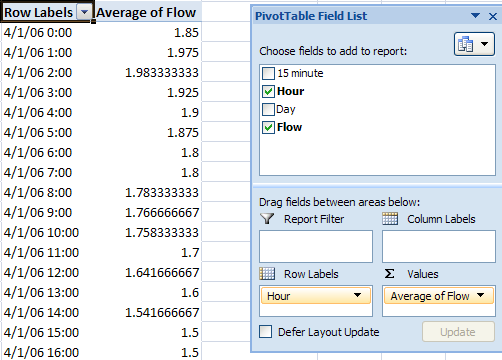 Row Labels Average of Flow
4/1/06 0:00 1.85
4/1/06 1:00 1.975
4/1/06 2:00 1.983333333
4/1/06 3:00 1.925
4/1/06 4:00 1.9
4/1/06 5:00 1.875
4/1/06 6:00 1.8
4/1/06 7:00 1.8
4/1/06 8:00 1.783333333
4/1/06 9:00 1.766666667
4/1/06 10:00 1.758333333
4/1/06 11:00 1.7
4/1/06 12:00 1.641666667
4/1/06 13:00 1.6
4/1/06 14:00 1.541666667
4/1/06 15:00 1.5
4/1/06 16:00 1.5
PivotTable Field List
Choose fields to add to report:
15 minute
Hour
Day
Flow
Drag fields between areas below:
Report Filter Column Labels
Row Labels Σ Values
Hour Average of Flow
Defer Layout Update Update